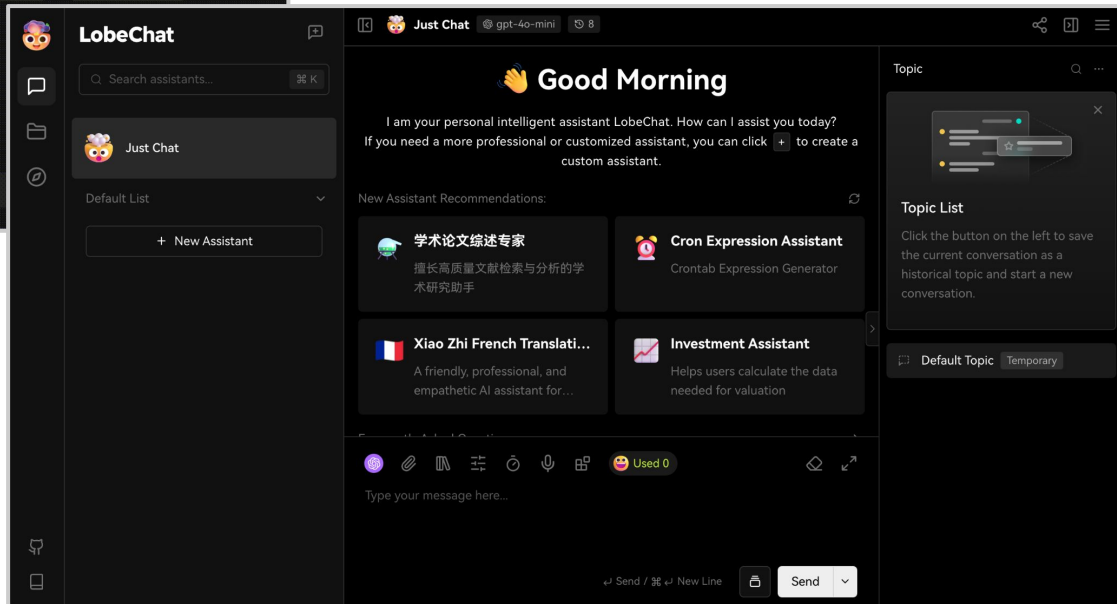 LobeChat
Search assistants...
⌘ K
Just Chat
Default List
+ New Assistant
Just Chat
gpt-4o-mini
8
👋 Good Morning
I am your personal intelligent assistant LobeChat. How can I assist you today?
If you need a more professional or customized assistant, you can click + to create a
custom assistant.
New Assistant Recommendations:
学术论文综述专家
擅长高质量文献检索与分析的学
术研究助手
Cron Expression Assistant
Crontab Expression Generator
Xiao Zhi French Translati...
A friendly, professional, and
empathetic AI assistant for...
Investment Assistant
Helps users calculate the data
needed for valuation
Used 0
Type your message here...
↵ Send / ⌘ ↵ New Line
Send
Topic
Topic List
Click the button on the left to save
the current conversation as a
historical topic and start a new
conversation.
Default Topic
Temporary